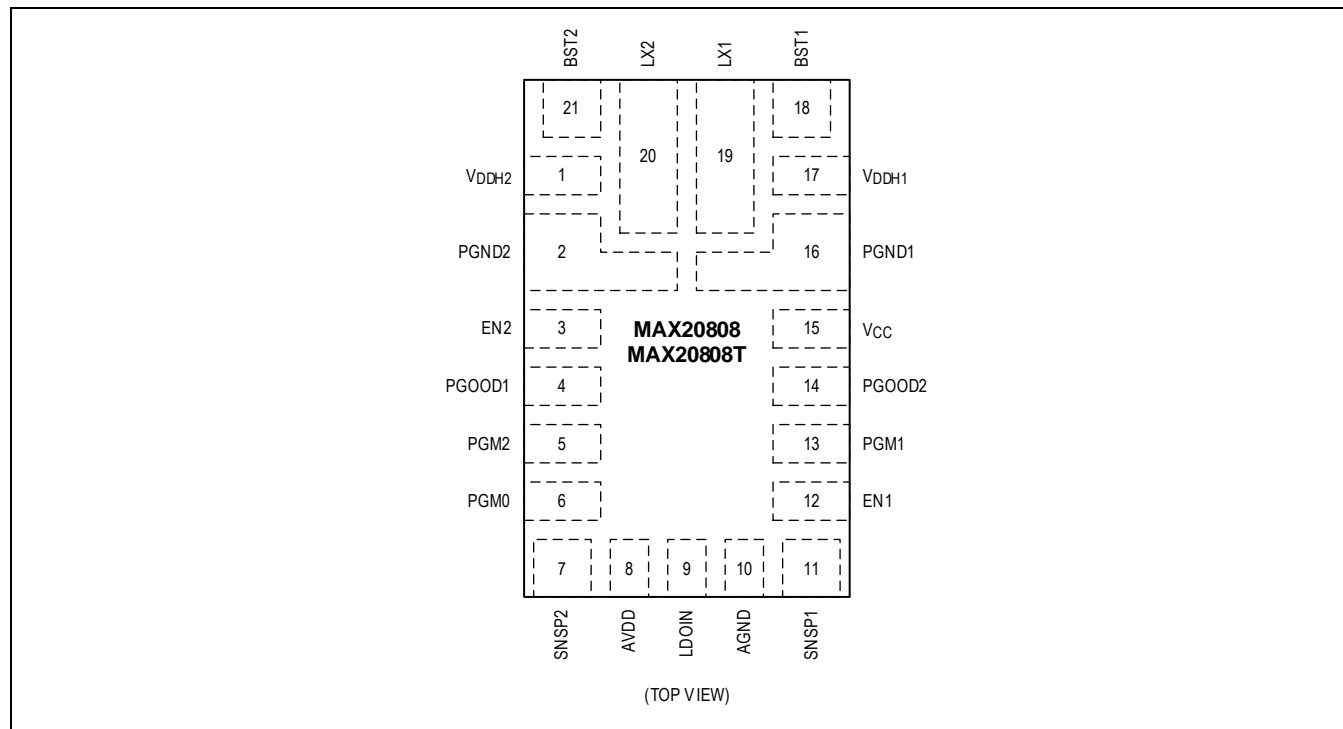 BST2 LX2 LX1 BST1
21 20 19 18
VDDH2 1 17 VDDH1
PGND2 2 16 PGND1
EN2 3 MAX20808 15 VCC
MAX20808T
PGOOD1 4 14 PGOOD2
PGM2 5 13 PGM1
PGM0 6 12 EN1
7 8 9 10 11
SNSP2 AVDD LDOIN AGND SNSP1
(TOP VIEW)